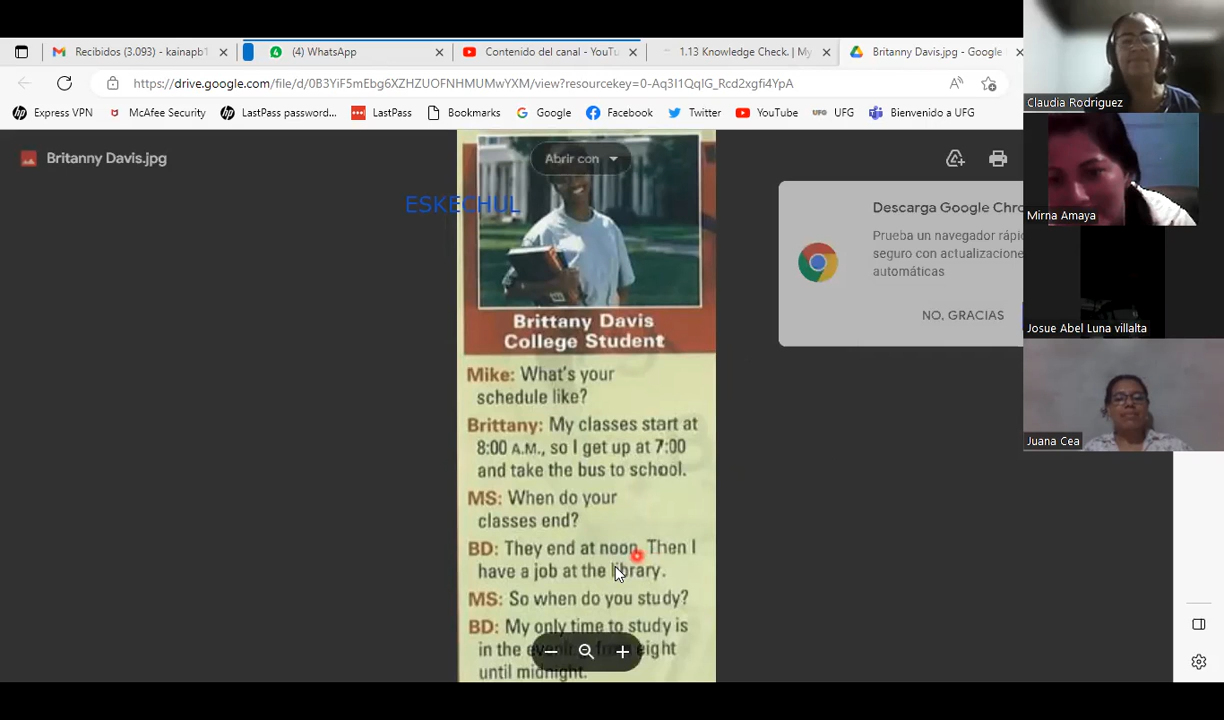 Recibidos (3.093) - kainapb1
(4) WhatsApp
Contenido del canal - YouTu
1.13 Knowledge Check. | My
Britanny Davis.jpg - Google
https://drive.google.com/file/d/0B3YiF5mEbg6XZHZUOFNHMUMwYXM/view?resourcekey=0-Aq3I1QqlG_Rcd2xgfi4YpA
Express VPN
McAfee Security
LastPass password...
LastPass
Bookmarks
Google
Facebook
Twitter
YouTube
UFG
Bienvenido a UFG
Britanny Davis.jpg
Abrir con
ESKECHUL
Descarga Google Chro
Prueba un navegador rápi
seguro con actualizacione
automáticas
NO, GRACIAS
Brittany Davis
College Student
Mike: What's your
schedule like?
Brittany: My classes start at
8:00 A.M., so I get up at 7:00
and take the bus to school.
MS: When do your
classes end?
BD: They end at noon. Then I
have a job at the library.
MS: So when do you study?
BD: My only time to study is
in the evening from eight
until midnight.
Claudia Rodriguez
Mirna Amaya
Josue Abel Luna villalta
Juana Cea